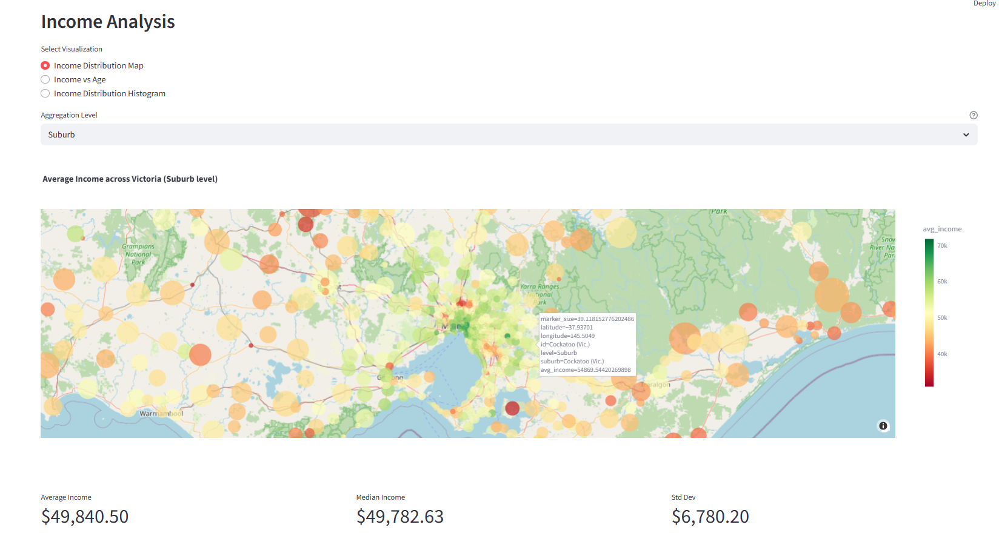 Deploy
Income Analysis
Select Visualization
Income Distribution Map
Income vs Age
Income Distribution Histogram
Aggregation Level
Suburb
Average Income across Victoria (Suburb level)
Park
avg_income
Grampians
National
Park
Snow
River Na
Par
70k
60k
50k
40k
Yarra Ranges
National
Park
marker_size=39.118152776202486
latitude=−37.93701
longitude=145.5049
id=Cockatoo (Vic.)
level=Suburb
suburb=Cockatoo (Vic.)
avg_income=54869.54420269898
Geelong
Traralgon
Warrnambool
Average Income
Median Income
Std Dev
$49,840.50
$49,782.63
$6,780.20